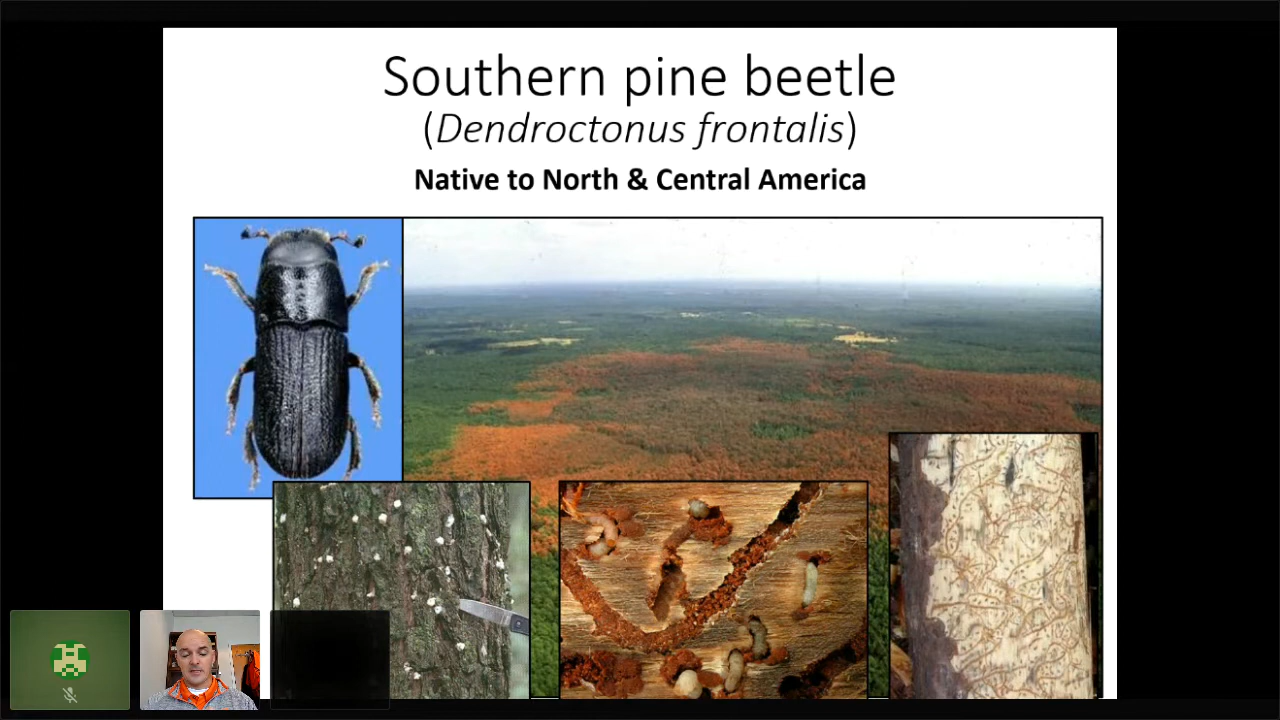 Southern pine beetle
(Dendroctonus frontalis)
Native to North & Central America